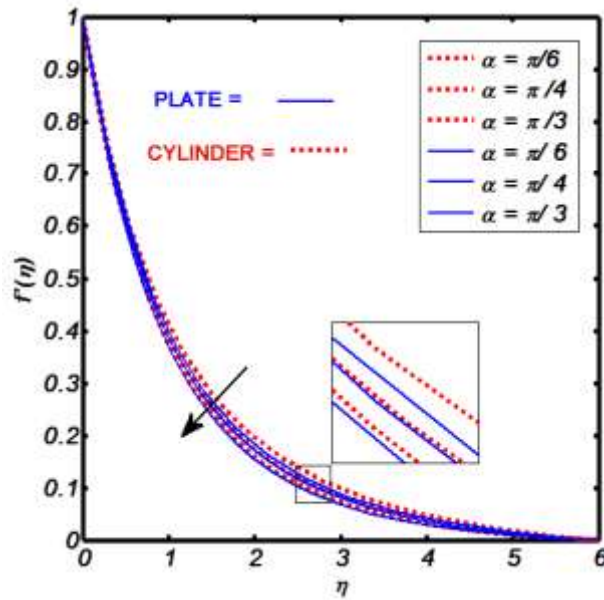 1
0.9
0.8
0.7
0.6
0.5
0.4
0.3
0.2
0.1
0
f'(η)
PLATE =
CYLINDER =
α = π/6
α = π /4
α = π /3
α = π/ 6
α = π/ 4
α = π/ 3
0 1 2 3 4 5 6
η